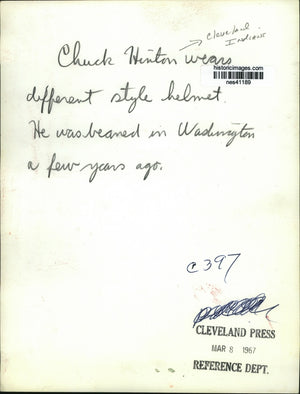 Cleveland
Indians
Chuck Hinton wears
historicimages.com
nes41189
different style helmet.
He was beaned in Washington
a few years ago.
c397
CLEVELAND PRESS
MAR 8 1967
REFERENCE DEPT.